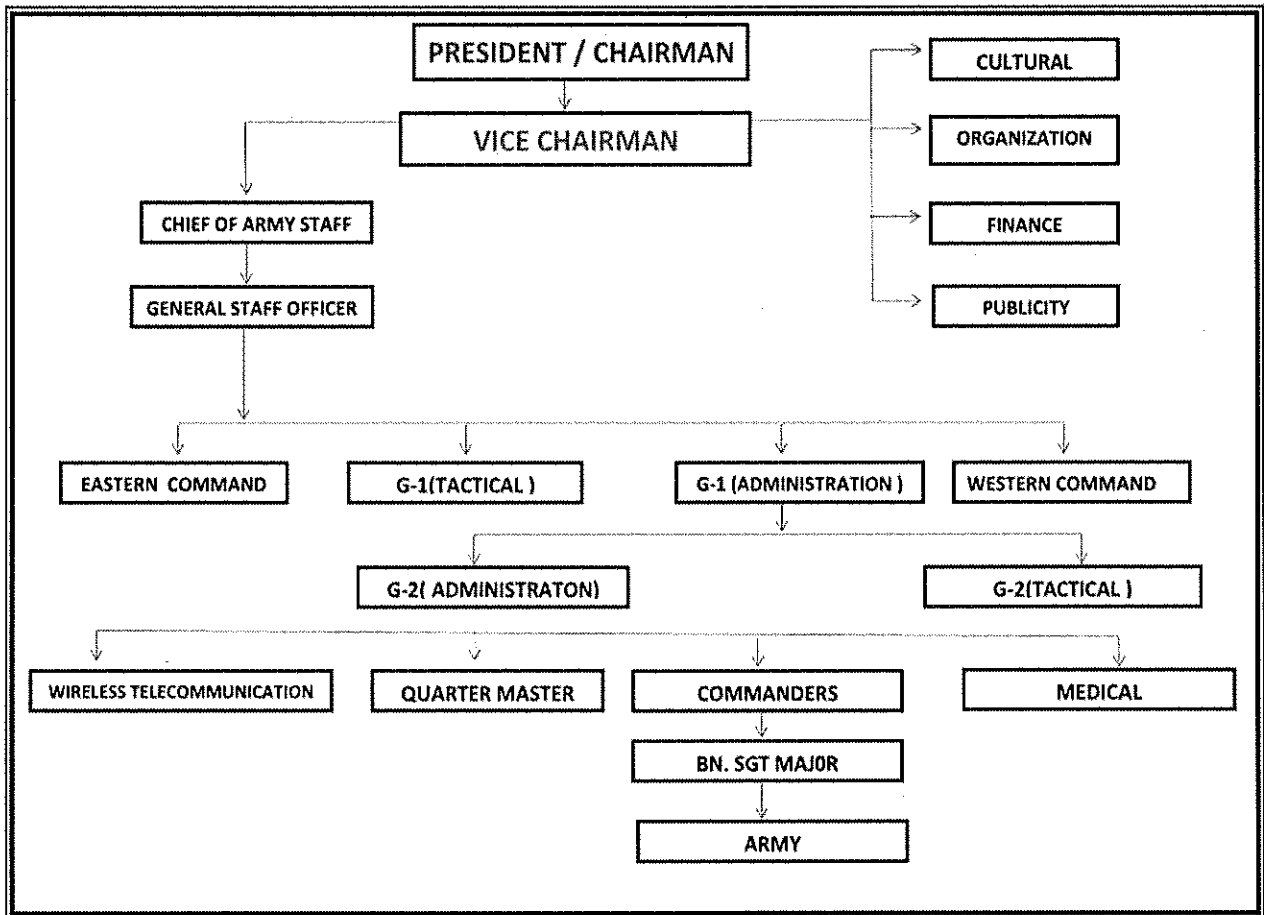 PRESIDENT / CHAIRMAN
CULTURAL
VICE CHAIRMAN
ORGANIZATION
CHIEF OF ARMY STAFF
FINANCE
GENERAL STAFF OFFICER
PUBLICITY
EASTERN COMMAND
G-1(TACTICAL )
G-1 (ADMINISTRATION )
WESTERN COMMAND
G-2( ADMINISTRATON)
G-2(TACTICAL )
WIRELESS TELECOMMUNICATION
QUARTER MASTER
COMMANDERS
MEDICAL
BN. SGT MAJ0R
ARMY